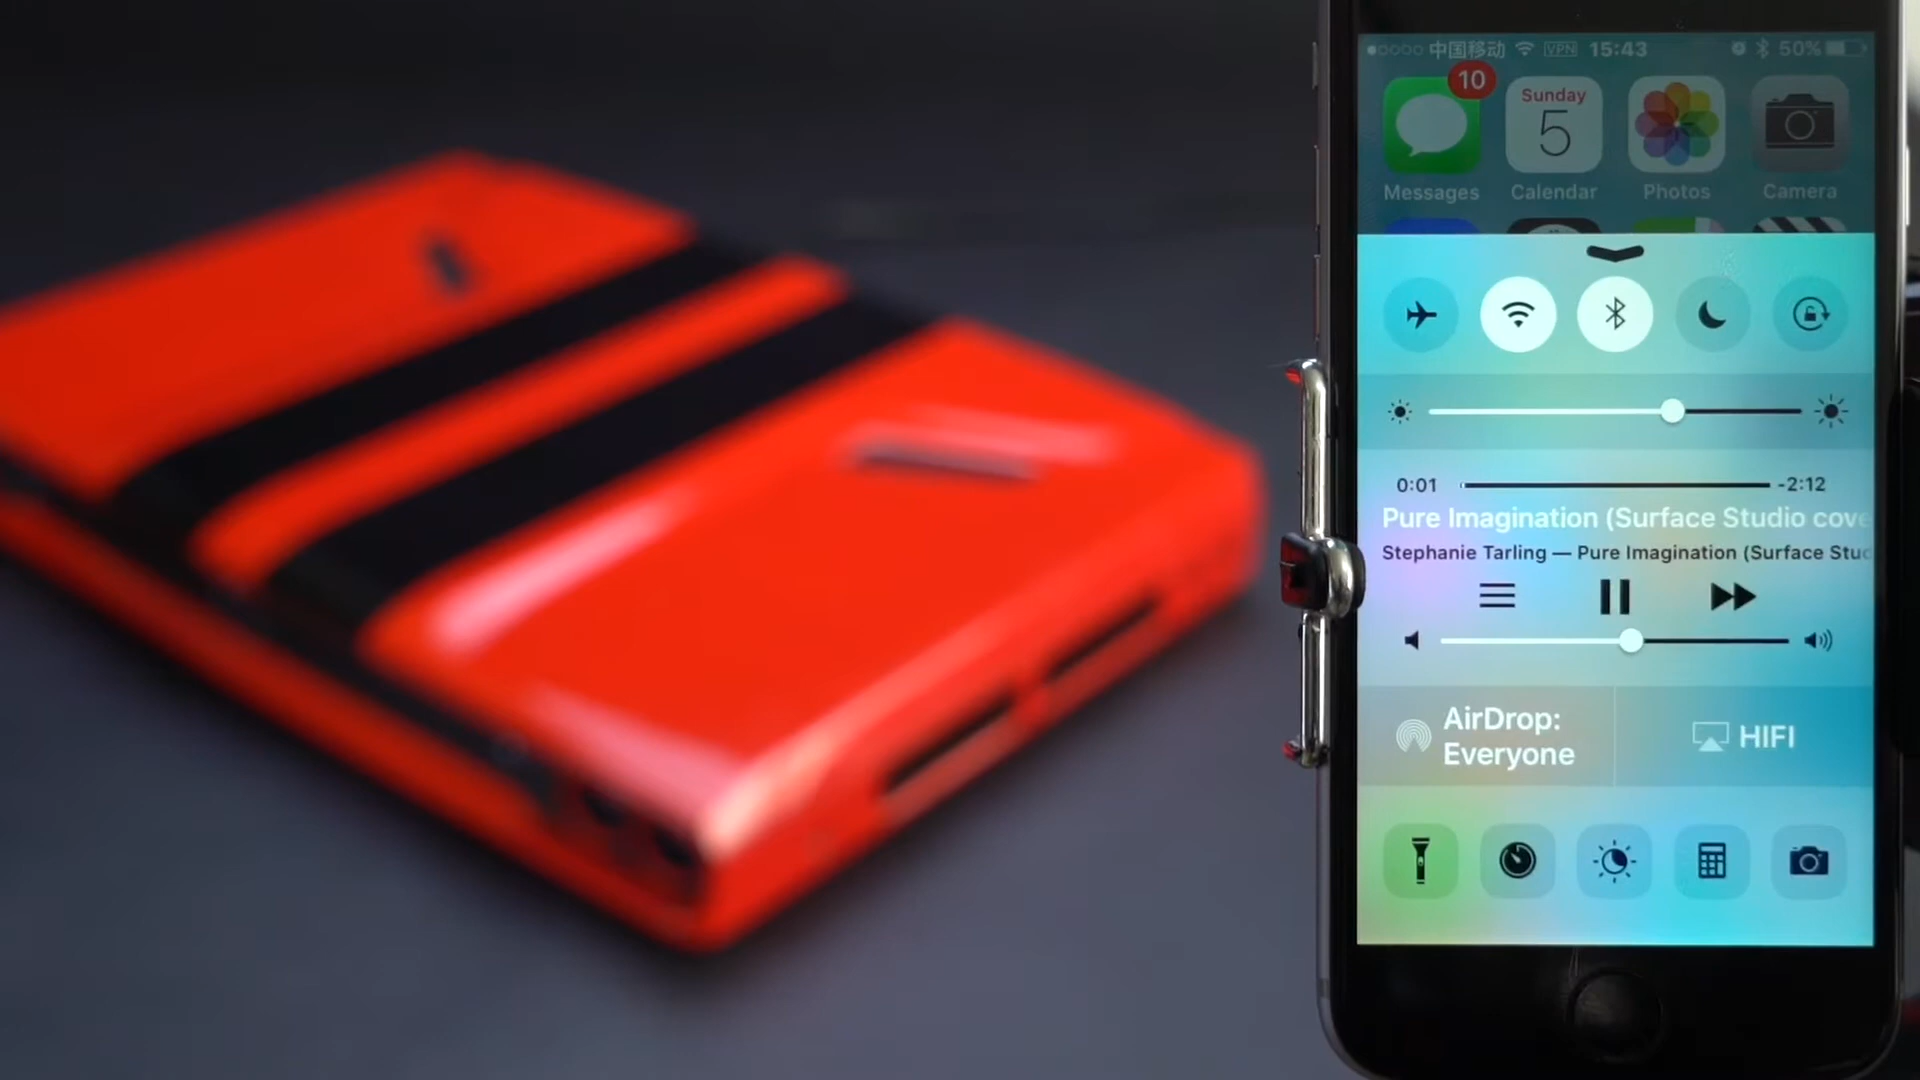 中国移动 VPN 15:43 50%
10
Sunday
5
Messages Calendar Photos Camera
0:01 -2:12
Pure Imagination (Surface Studio cove
Stephanie Tarling — Pure Imagination (Surface Stud
AirDrop:
Everyone
HIFI